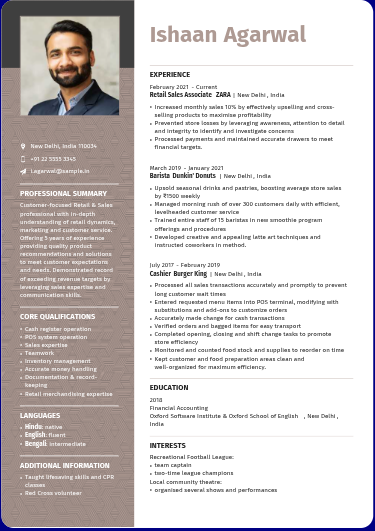 Ishaan Agarwal
New Delhi, India 110034
+91.22 5555 3345
I.agarwal@sample.in
PROFESSIONAL SUMMARY
Customer-focused Retail & Sales
professional with in-depth
understanding of retail dynamics,
marketing and customer service.
Offering 5 years of experience
providing quality product
recommendations and solutions
to meet customer expectations
and needs. Demonstrated record
of exceeding revenue targets by
leveraging sales expertise and
communication skills.
CORE QUALIFICATIONS
• Cash register operation
• POS system operation
• Sales expertise
• Teamwork
• Inventory management
• Accurate money handling
• Documentation & record-
keeping
• Retail merchandising expertise
LANGUAGES
• Hindu: native
• English: fluent
• Bengali: intermediate
ADDITIONAL INFORMATION
• Taught lifesaving skills and CPR
classes
• Red Cross volunteer
EXPERIENCE
February 2021 - Current
Retail Sales Associate ZARA | New Delhi, India
• Increased monthly sales 10% by effectively upselling and cross-
selling products to maximise profitability
• Prevented store losses by leveraging awareness, attention to detail
and integrity to identify and investigate concerns
• Processed payments and maintained accurate drawers to meet
financial targets.
March 2019 - January 2021
Barista Dunkin' Donuts | New Delhi, India
• Upsold seasonal drinks and pastries, boosting average store sales
by ₹1500 weekly
• Managed morning rush of over 300 customers daily with efficient,
levelheaded customer service
• Trained entire staff of 15 baristas in new smoothie program
offerings and procedures
• Developed creative and appealing latte art techniques and
instructed coworkers in method.
July 2017 - February 2019
Cashier Burger King | New Delhi, India
• Processed all sales transactions accurately and promptly to prevent
long customer wait times
• Entered requested menu items into POS terminal, modifying with
substitutions and add-ons to customize orders
• Accurately made change for cash transactions
• Verified orders and bagged items for easy transport
• Completed opening, closing and shift change tasks to promote
store efficiency
• Monitored and counted food stock and supplies to reorder on time
• Kept customer and food preparation areas clean and
well-organized for maximum efficiency.
EDUCATION
2018
Financial Accounting
Oxford Software Institute & Oxford School of English , New Delhi,
India
INTERESTS
Recreational Football League:
• team captain
• two-time league champions
Local community theatre:
• organised several shows and performances